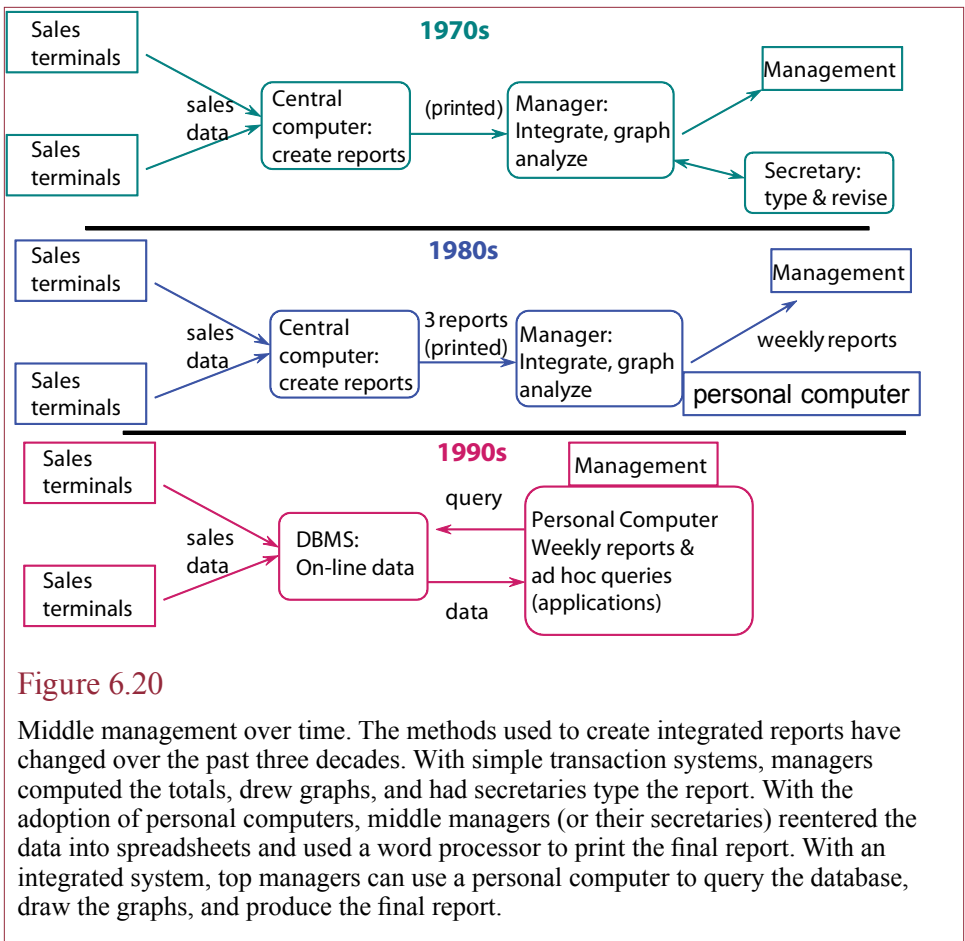 1970s
Sales
terminals
Sales
terminals
sales
data
Central
computer:
create reports
(printed)
Manager:
Integrate, graph
analyze
Management
Secretary:
type & revise
1980s
Sales
terminals
Sales
terminals
sales
data
Central
computer:
create reports
3 reports
(printed)
Manager:
Integrate, graph
analyze
Management
weekly reports
personal computer
1990s
Sales
terminals
Sales
terminals
sales
data
DBMS:
On-line data
query
data
Management
Personal Computer
Weekly reports &
ad hoc queries
(applications)
Figure 6.20
Middle management over time. The methods used to create integrated reports have
changed over the past three decades. With simple transaction systems, managers
computed the totals, drew graphs, and had secretaries type the report. With the
adoption of personal computers, middle managers (or their secretaries) reentered the
data into spreadsheets and used a word processor to print the final report. With an
integrated system, top managers can use a personal computer to query the database,
draw the graphs, and produce the final report.